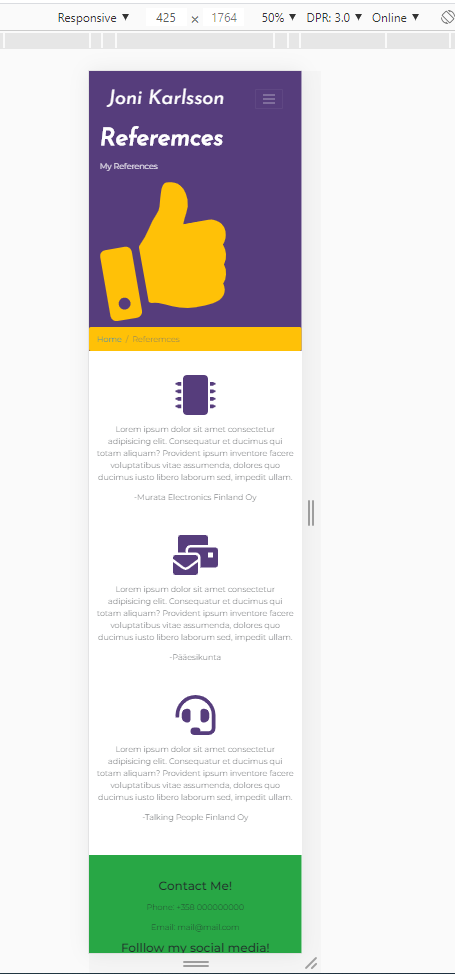 Responsive ▼ 425 × 1764 50% ▼ DPR: 3.0 ▼ Online ▼
Joni Karlsson
Referemces
My References
Home / Referemces
Lorem ipsum dolor sit amet consectetur
adipisicing elit. Consequatur et ducimus qui
totam aliquam? Provident ipsum inventore facere
voluptatibus vitae assumenda, dolores quo
ducimus iusto libero laborum sed, impedit ullam.
-Murata Electronics Finland Oy
Lorem ipsum dolor sit amet consectetur
adipisicing elit. Consequatur et ducimus qui
totam aliquam? Provident ipsum inventore facere
voluptatibus vitae assumenda, dolores quo
ducimus iusto libero laborum sed, impedit ullam.
-Pääesikunta
Lorem ipsum dolor sit amet consectetur
adipisicing elit. Consequatur et ducimus qui
totam aliquam? Provident ipsum inventore facere
voluptatibus vitae assumenda, dolores quo
ducimus iusto libero laborum sed, impedit ullam.
-Talking People Finland Oy
Contact Me!
Phune: +358 000000000
Email: mail@mail.com
Folllow my social media!